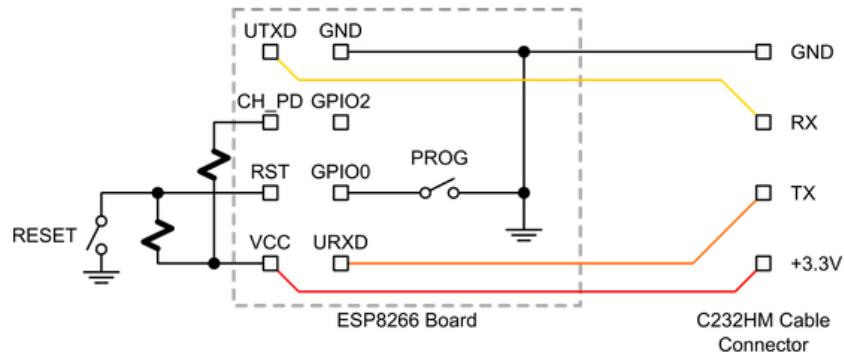 UTXD GND
GND
CH_PD GPIO2
RX
RST GPIO0 PROG
TX
RESET
VCC URXD
+3.3V
ESP8266 Board
C232HM Cable
Connector